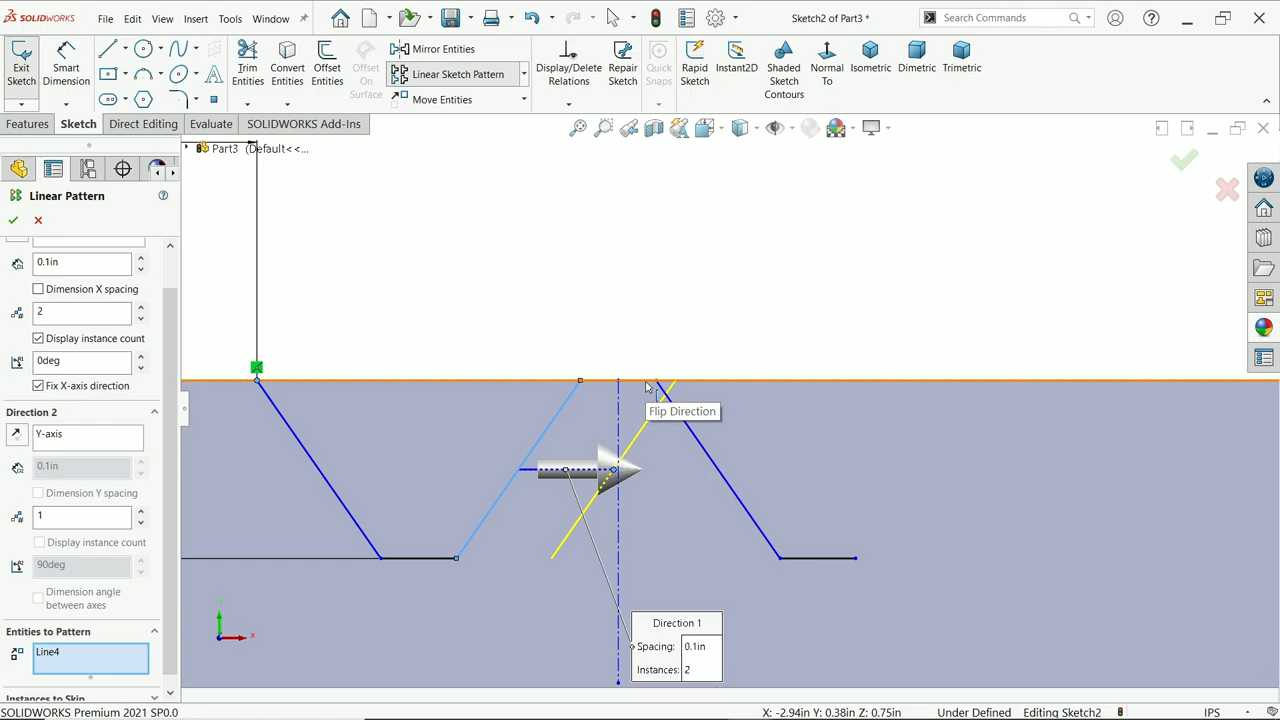 SOLIDWORKS
File
Edit
View
Insert
Tools
Window
Sketch2 of Part3 *
Search Commands
Exit
Sketch
Smart
Dimension
Trim
Entities
Convert
Entities
Offset
Entities
Offset
On
Surface
Mirror Entities
Linear Sketch Pattern
Move Entities
Display/Delete
Relations
Repair
Sketch
Quick
Snaps
Rapid
Sketch
Instant2D
Shaded
Sketch
Contours
Normal
To
Isometric
Dimetric
Trimetric
Features
Sketch
Direct Editing
Evaluate
SOLIDWORKS Add-Ins
Part3 (Default<<...
Linear Pattern
0.1in
Dimension X spacing
2
Display instance count
0deg
Fix X-axis direction
Direction 2
Y-axis
0.1in
Dimension Y spacing
1
Display instance count
90deg
Dimension angle
between axes
Entities to Pattern
Line4
Instances to Skip
Flip Direction
Direction 1
Spacing: 0.1in
Instances: 2
Y
X
SOLIDWORKS Premium 2021 SP0.0
X: -2.94in Y: 0.38in Z: 0.75in
Under Defined
Editing Sketch2
IPS